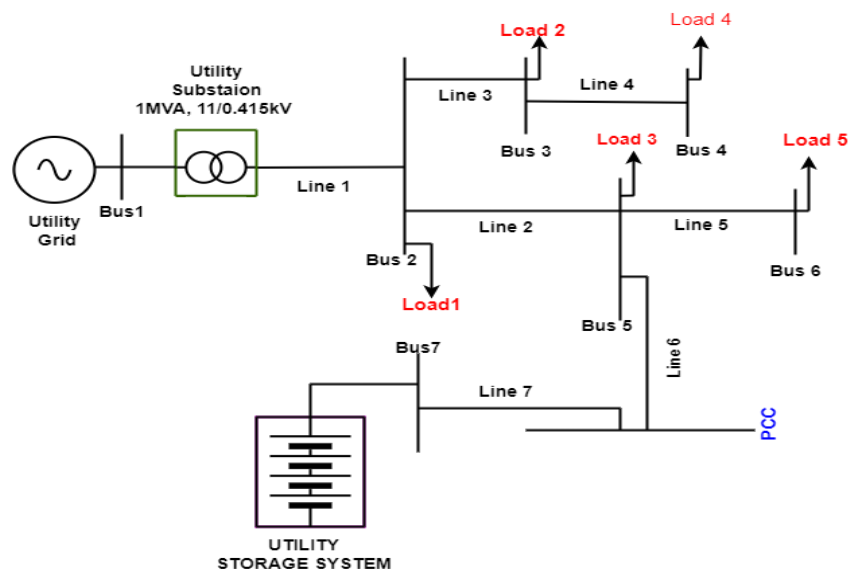 Load 2
Load 4
Utility
Substaion
1MVA, 11/0.415kV
Line 3
Line 4
Bus 3
Bus 4
Load 3
Load 5
Bus1
Line 1
Utility
Grid
Line 2
Line 5
Bus 2
Bus 6
Load1
Bus 5
Bus7
Line6
Line 7
PCC
UTILITY
STORAGE SYSTEM